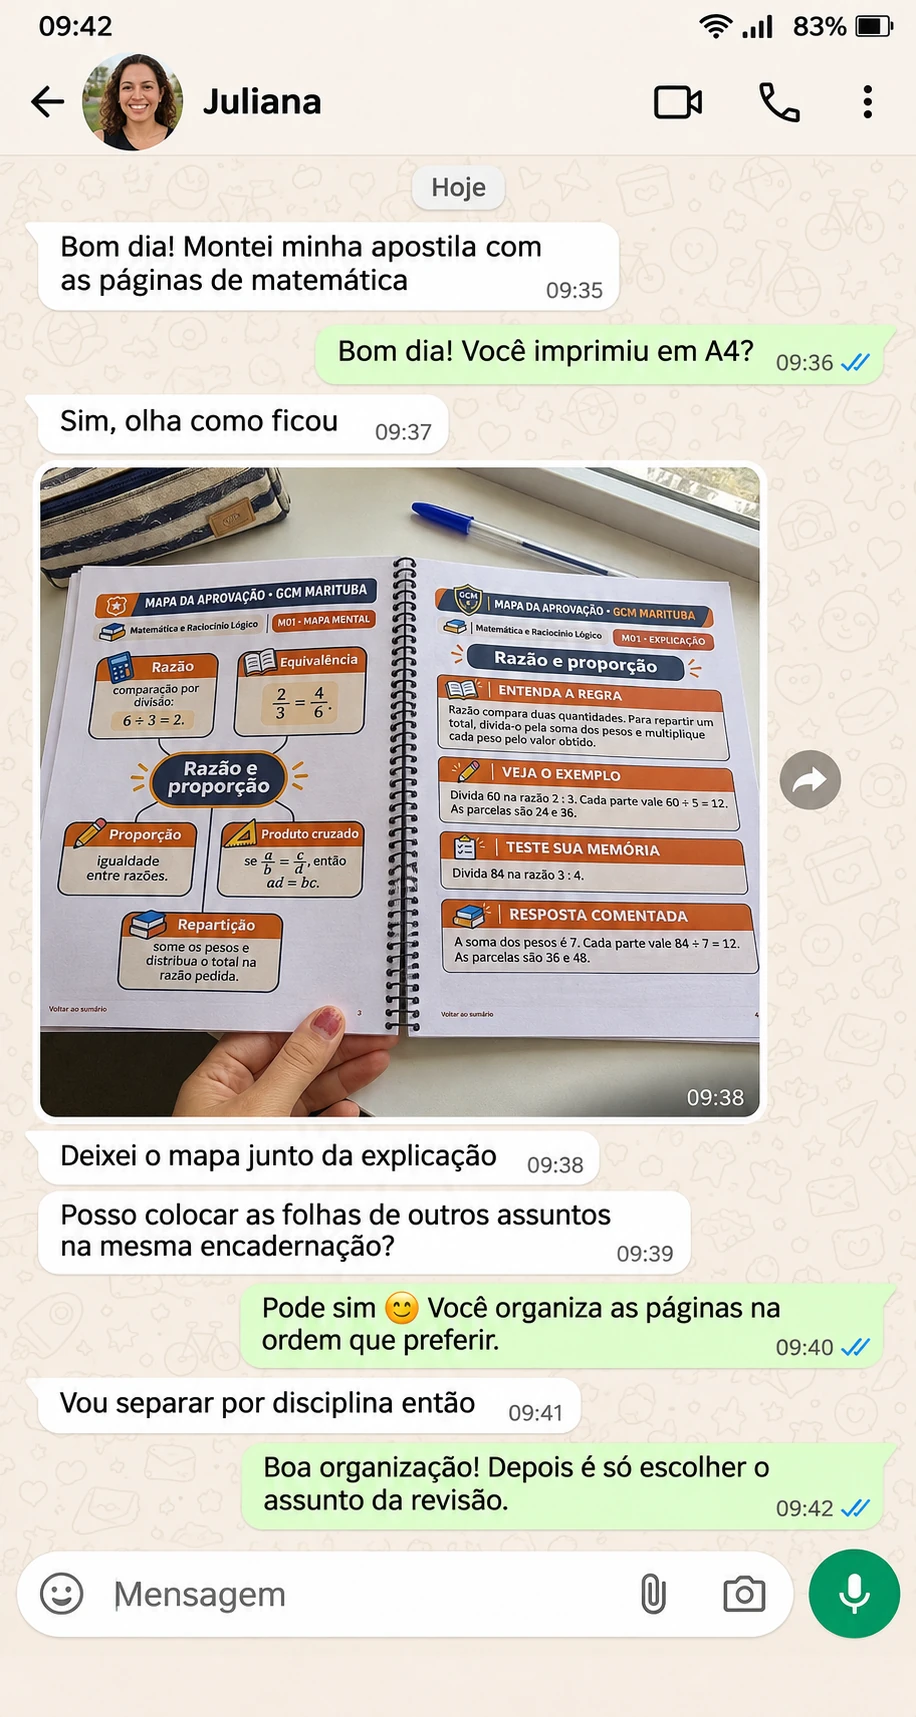 09:42
83%
Juliana
Hoje
Bom dia! Montei minha apostila com
as páginas de matemática
09:35
Bom dia! Você imprimiu em A4?
09:36
Sim, olha como ficou
09:37
MAPA DA APROVAÇÃO • GCM MARITUBA
Matemática e Raciocínio Lógico
M01 - MAPA MENTAL
Razão
comparação por
divisão:
6 ÷ 3 = 2.
Equivalência
2/3 = 4/6.
Razão e
proporção
Proporção
igualdade
entre razões.
Produto cruzado
se a/b = c/d, então
ad = bc.
Repartição
some os pesos e
distribua o total na
razão pedida.
Voltar ao sumário
3
GCM
MAPA DA APROVAÇÃO • GCM MARITUBA
Matemática e Raciocínio Lógico
M01 - EXPLICAÇÃO
Razão e proporção
ENTENDA A REGRA
Razão compara duas quantidades. Para repartir um
total, divida-o pela soma dos pesos e multiplique
cada peso pelo valor obtido.
VEJA O EXEMPLO
Divida 60 na razão 2 : 3. Cada parte vale 60 ÷ 5 = 12.
As parcelas são 24 e 36.
TESTE SUA MEMÓRIA
Divida 84 na razão 3 : 4.
RESPOSTA COMENTADA
A soma dos pesos é 7. Cada parte vale 84 ÷ 7 = 12.
As parcelas são 36 e 48.
Voltar ao sumário
4
09:38
Deixei o mapa junto da explicação
09:38
Posso colocar as folhas de outros assuntos
na mesma encadernação?
09:39
Pode sim 😊 Você organiza as páginas na
ordem que preferir.
09:40
Vou separar por disciplina então
09:41
Boa organização! Depois é só escolher o
assunto da revisão.
09:42
Mensagem